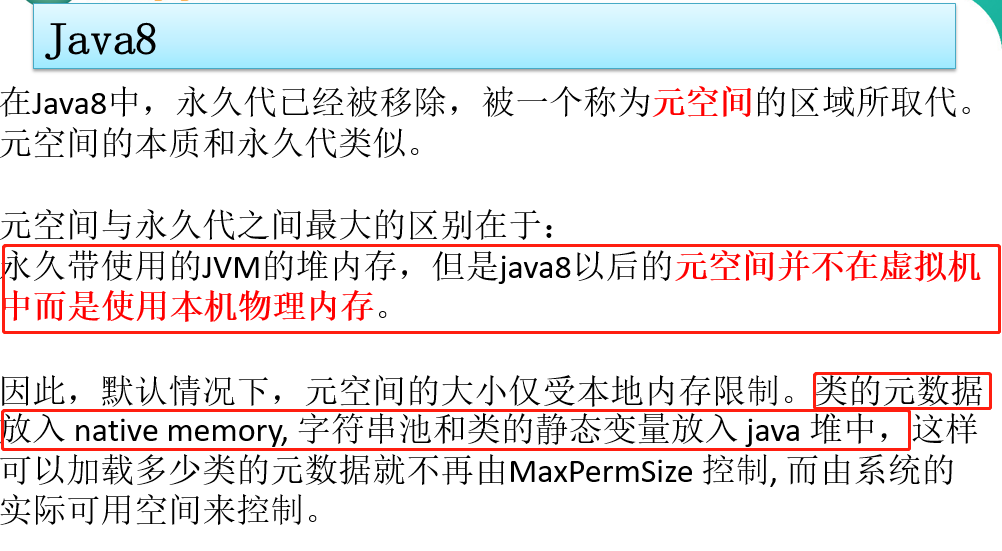 Java8
在Java8中，永久代已经被移除，被一个称为元空间的区域所取代。
元空间的本质和永久代类似。
元空间与永久代之间最大的区别在于：
永久带使用的JVM的堆内存，但是java8以后的元空间并不在虚拟机
中而是使用本机物理内存。
因此，默认情况下，元空间的大小仅受本地内存限制。类的元数据
放入 native memory, 字符串池和类的静态变量放入 java 堆中，这样
可以加载多少类的元数据就不再由MaxPermSize 控制, 而由系统的
实际可用空间来控制。